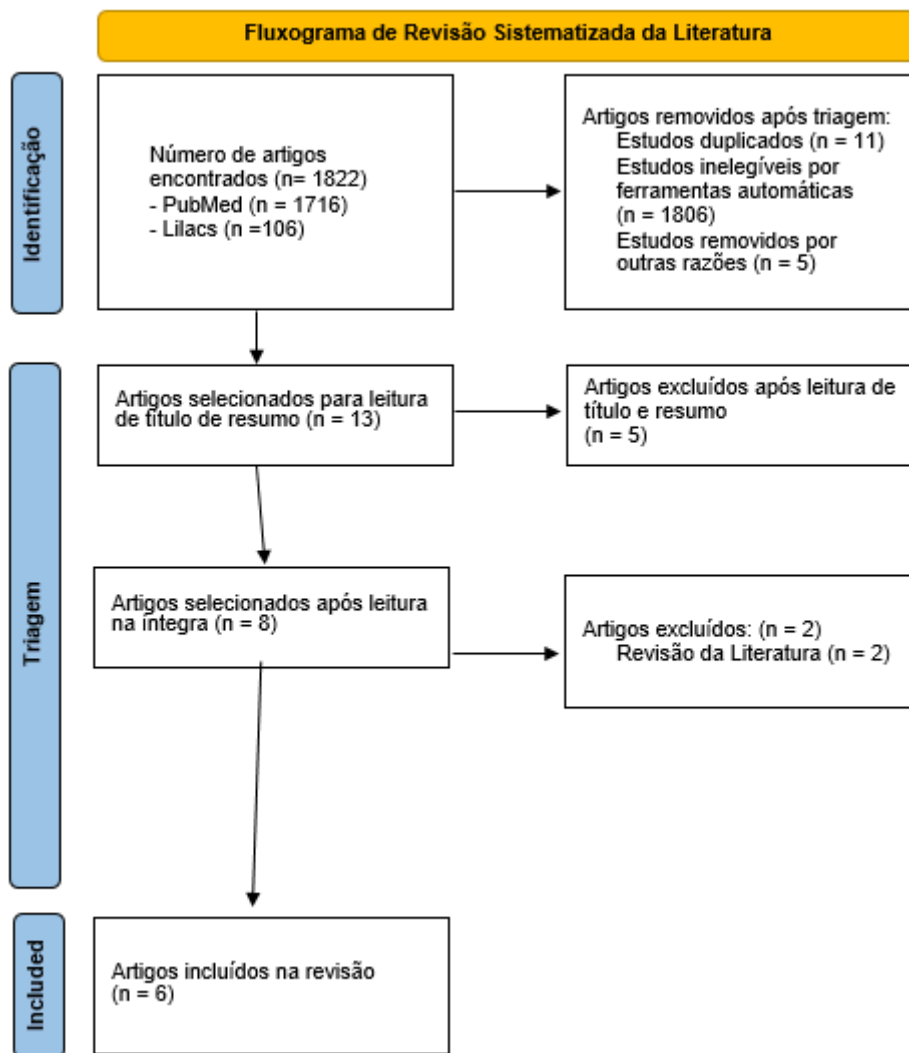 Fluxograma de Revisão Sistematizada da Literatura
Identificação
Número de artigos
encontrados (n= 1822)
- PubMed (n = 1716)
- Lilacs (n =106)
Artigos removidos após triagem:
Estudos duplicados (n = 11)
Estudos inelegíveis por
ferramentas automáticas
(n = 1806)
Estudos removidos por
outras razões (n = 5)
Triagem
Artigos selecionados para leitura
de título de resumo (n = 13)
Artigos excluídos após leitura de
título e resumo
(n = 5)
Artigos selecionados após leitura
na íntegra (n = 8)
Artigos excluídos: (n = 2)
Revisão da Literatura (n = 2)
Included
Artigos incluídos na revisão
(n = 6)